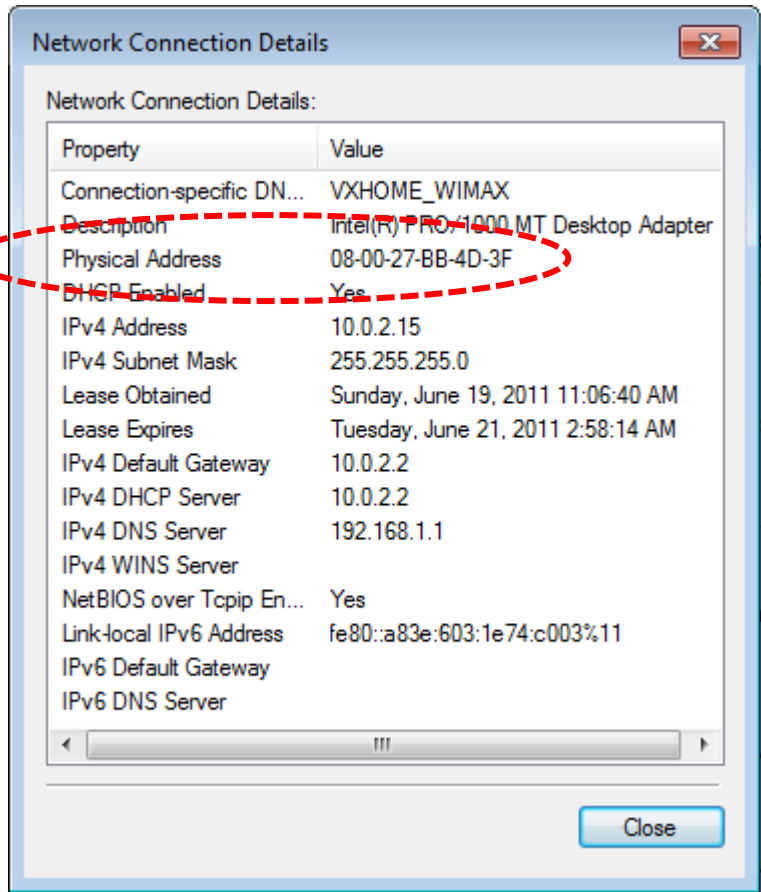 Network Connection Details
Network Connection Details:
Property Value
Connection-specific DN... VXHOME_WIMAX
Description Intel(R) PRO/1000 MT Desktop Adapter
Physical Address 08-00-27-BB-4D-3F
DHCP Enabled Yes
IPv4 Address 10.0.2.15
IPv4 Subnet Mask 255.255.255.0
Lease Obtained Sunday, June 19, 2011 11:06:40 AM
Lease Expires Tuesday, June 21, 2011 2:58:14 AM
IPv4 Default Gateway 10.0.2.2
IPv4 DHCP Server 10.0.2.2
IPv4 DNS Server 192.168.1.1
IPv4 WINS Server
NetBIOS over Tcpip En... Yes
Link-local IPv6 Address fe80::a83e:603:1e74:c003%11
IPv6 Default Gateway
IPv6 DNS Server
Close